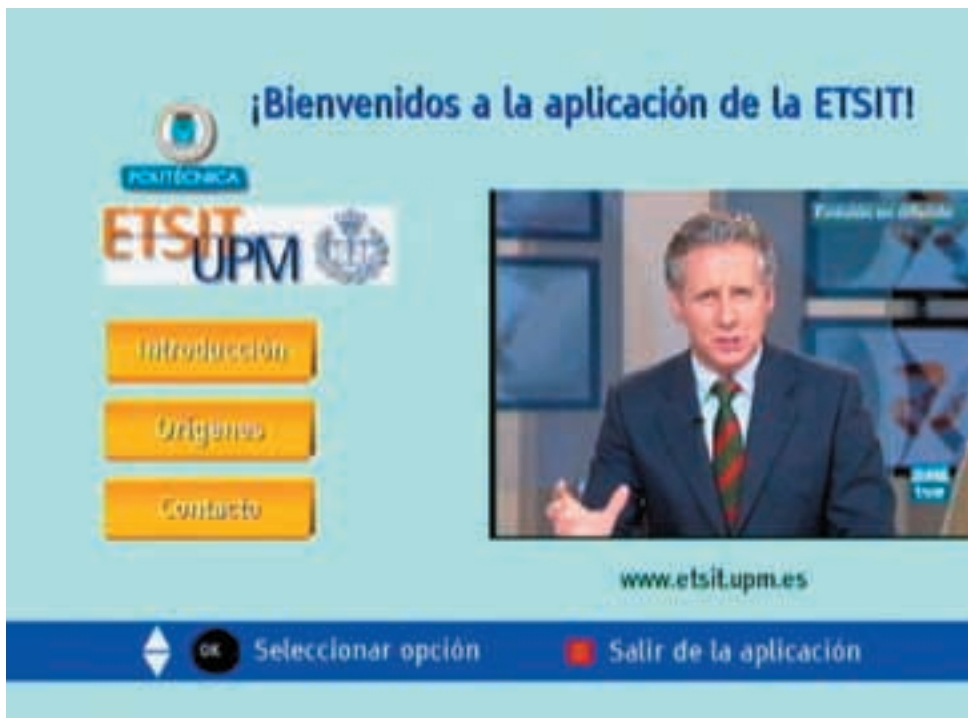 ¡Bienvenidos a la aplicación de la ETSIT!
POLITÉCNICA
ETSIT
UPM
Introducción
Orígenes
Contacto
www.etsit.upm.es
OK Seleccionar opción
Salir de la aplicación